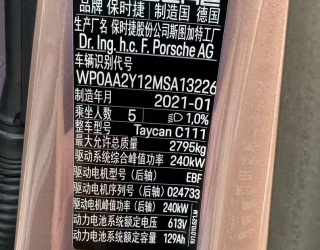 品牌 保时捷 制造国 德国
生产厂名: 保时捷股份公司斯图加特工厂
Dr. Ing. h.c. F. Porsche AG
车辆识别代号
WP0AA2Y12MSA13226
制造年月 2021-01
乘坐人数 5 1,0%
整车型号 Taycan C111
最大允许总质量 2795kg
驱动系统综合峰值功率 240kW
驱动电机型号(后轴) EBF
驱动电机序列号(后轴) 024733
驱动电机峰值功率(后轴) 240kW
动力电池系统额定电压 613V
动力电池系统额定容量 129Ah